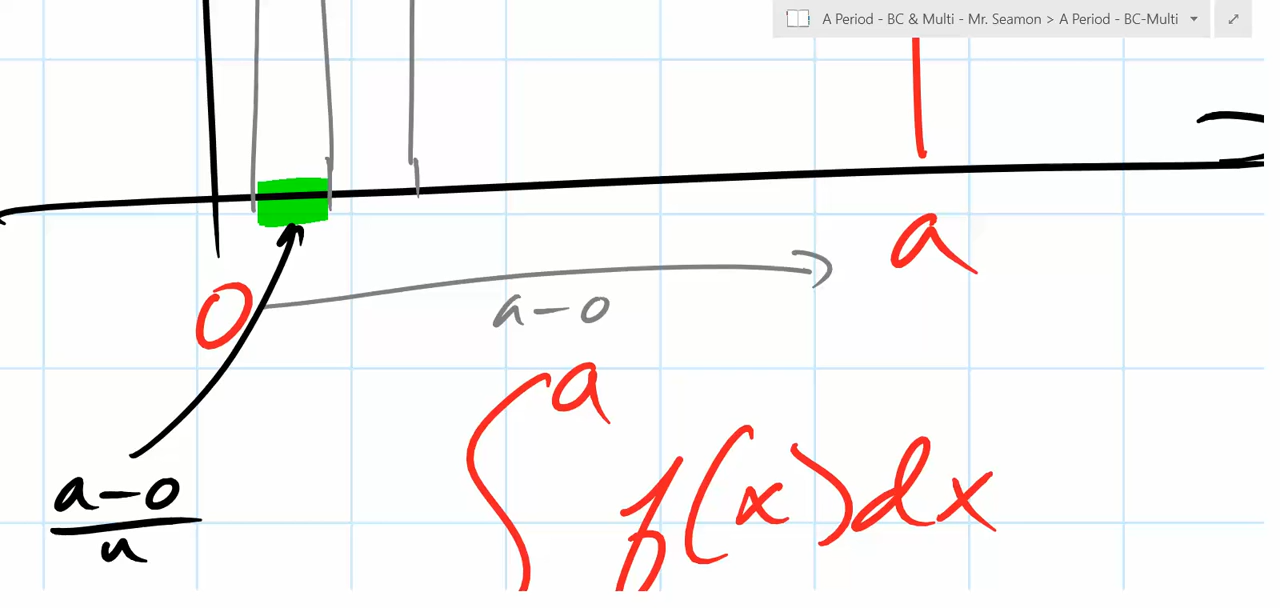 A Period - BC & Multi - Mr. Seamon > A Period - BC-Multi
a
0
a-0
∫ a f(x)dx
a-0
n